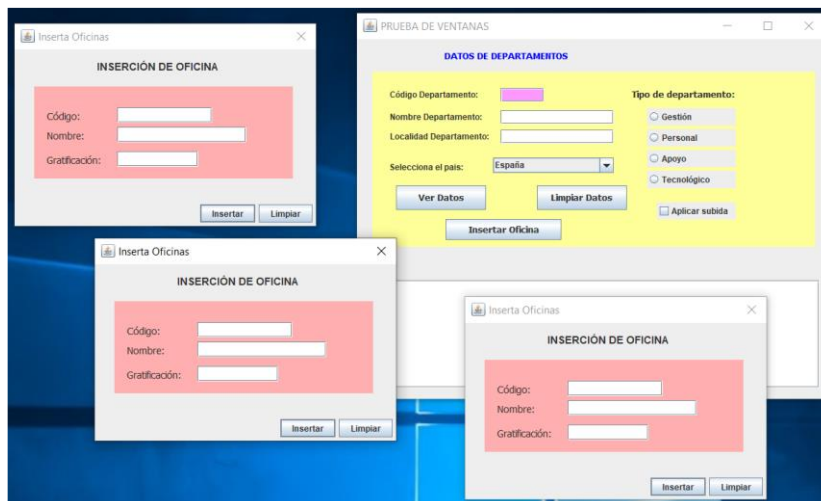 Inserta Oficinas
INSERCIÓN DE OFICINA
Código:
Nombre:
Gratificación:
Insertar Limpiar
PRUEBA DE VENTANAS
DATOS DE DEPARTAMENTOS
Código Departamento:
Nombre Departamento:
Localidad Departamento:
Selecciona el pais: España
Ver Datos Limpiar Datos
Insertar Oficina
Tipo de departamento:
Gestión
Personal
Apoyo
Tecnológico
Aplicar subida
Inserta Oficinas
INSERCIÓN DE OFICINA
Código:
Nombre:
Gratificación:
Insertar Limpiar
Inserta Oficinas
INSERCIÓN DE OFICINA
Código:
Nombre:
Gratificación:
Insertar Limpiar